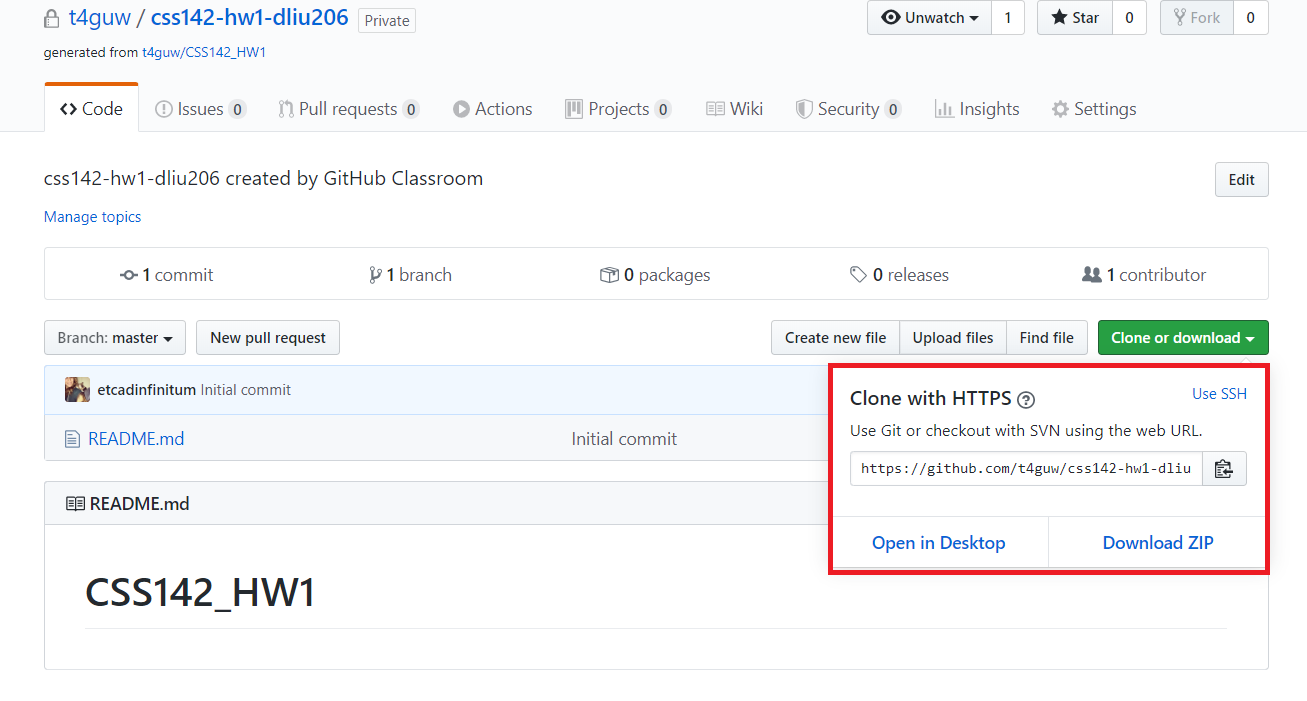 t4guw / css142-hw1-dliu206 Private Unwatch 1 Star 0 Fork 0
generated from t4guw/CSS142_HW1
Code Issues 0 Pull requests 0 Actions Projects 0 Wiki Security 0 Insights Settings
css142-hw1-dliu206 created by GitHub Classroom Edit
Manage topics
1 commit 1 branch 0 packages 0 releases 1 contributor
Branch: master New pull request Create new file Upload files Find file Clone or download
etcadinfinitum Initial commit
README.md Initial commit
Clone with HTTPS ? Use SSH
Use Git or checkout with SVN using the web URL.
https://github.com/t4guw/css142-hw1-dliu
Open in Desktop Download ZIP
README.md
CSS142_HW1